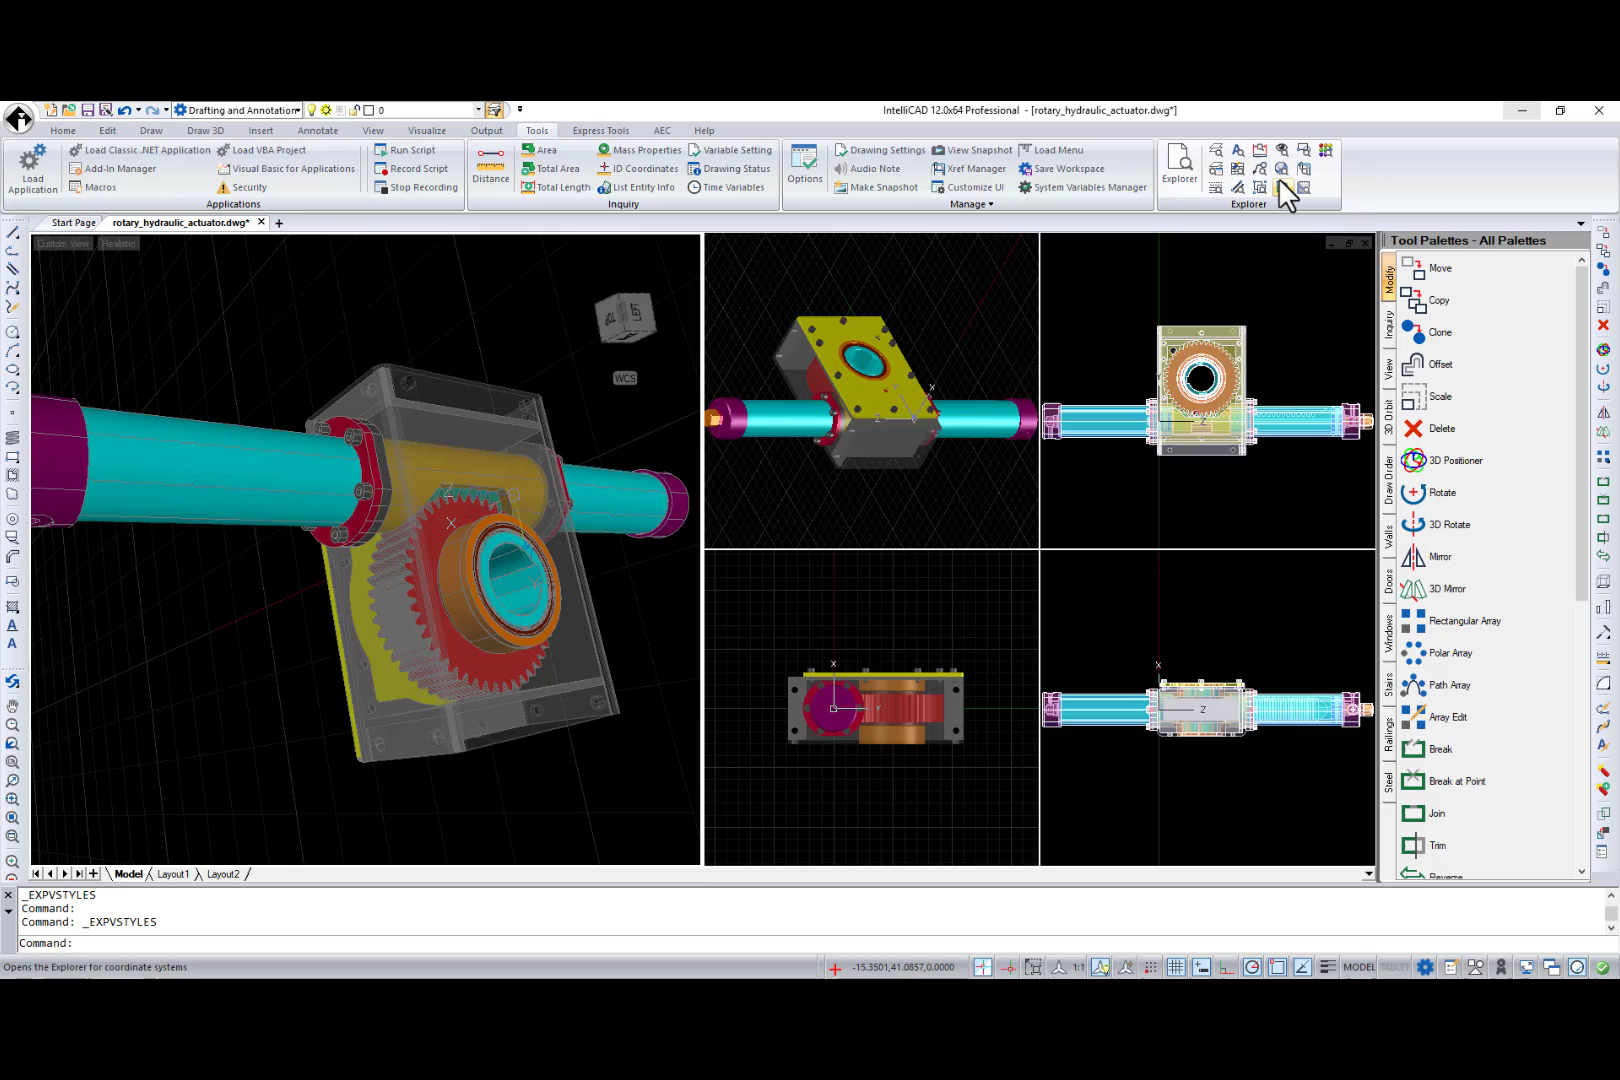 Drafting and Annotation
0
IntelliCAD 12.0x64 Professional - [rotary_hydraulic_actuator.dwg*]
Home Edit Draw Draw 3D Insert Annotate View Visualize Output Tools Express Tools AEC Help
Load Application
Load Classic .NET Application
Load VBA Project
Add-In Manager
Visual Basic for Applications
Macros
Security
Run Script
Record Script
Stop Recording
Applications
Distance
Area
Mass Properties
Variable Setting
Total Area
ID Coordinates
Drawing Status
Total Length
List Entity Info
Time Variables
Inquiry
Options
Drawing Settings
View Snapshot
Load Menu
Audio Note
Xref Manager
Save Workspace
Make Snapshot
Customize UI
System Variables Manager
Manage
Explorer
Explorer
Start Page
rotary_hydraulic_actuator.dwg*
Custom View
Realistic
LEFT
WCS
Z
X
Y
X
Z
Z
X
Y
X
Z
Tool Palettes - All Palettes
Modify
Inquiry
View
3D Orbit
Draw Order
Walls
Doors
Windows
Stairs
Railings
Steel
Move
Copy
Clone
Offset
Scale
Delete
3D Positioner
Rotate
3D Rotate
Mirror
3D Mirror
Rectangular Array
Polar Array
Path Array
Array Edit
Break
Break at Point
Join
Trim
Reverse
Model Layout1 Layout2
_EXPVSTYLES
Command:
Command: _EXPVSTYLES
Command:
Opens the Explorer for coordinate systems
-15.3501,41.0857,0.0000
1:1
MODEL
TABLET